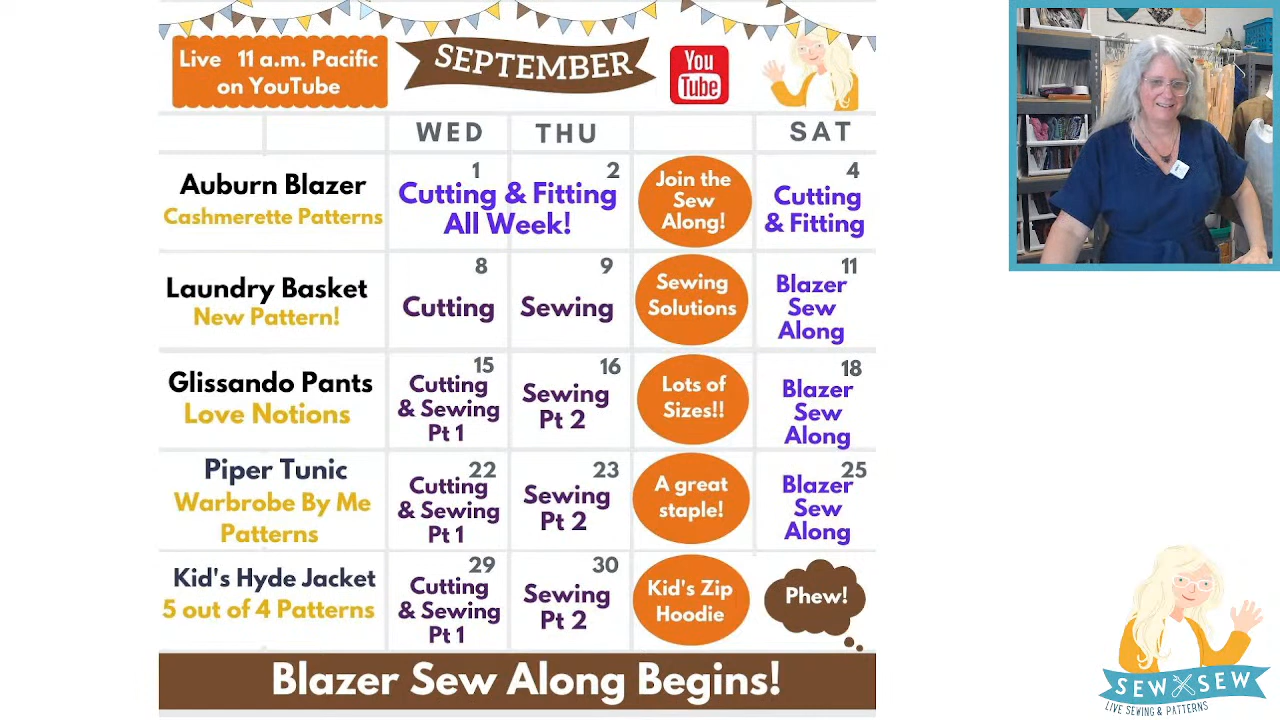 Live 11 a.m. Pacific
on YouTube
SEPTEMBER
You
Tube
WED THU SAT
Auburn Blazer
Cashmerette Patterns
1 2
Cutting & Fitting
All Week!
Join the
Sew
Along!
4
Cutting
& Fitting
Laundry Basket
New Pattern!
8
Cutting
9
Sewing
Sewing
Solutions
11
Blazer
Sew
Along
Glissando Pants
Love Notions
15
Cutting
& Sewing
Pt 1
16
Sewing
Pt 2
Lots of
Sizes!!
18
Blazer
Sew
Along
Piper Tunic
Warbrobe By Me
Patterns
22
Cutting
& Sewing
Pt 1
23
Sewing
Pt 2
A great
staple!
25
Blazer
Sew
Along
Kid's Hyde Jacket
5 out of 4 Patterns
29
Cutting
& Sewing
Pt 1
30
Sewing
Pt 2
Kid's Zip
Hoodie
Phew!
Blazer Sew Along Begins!
SEW SEW
LIVE SEWING & PATTERNS